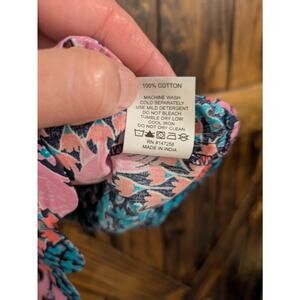 100% COTTON
MACHINE WASH
COLD SEPARATELY
USE MILD DETERGENT
DO NOT BLEACH
TUMBLE DRY LOW
COOL IRON
DO NOT DRY CLEAN
RN #147258
MADE IN INDIA